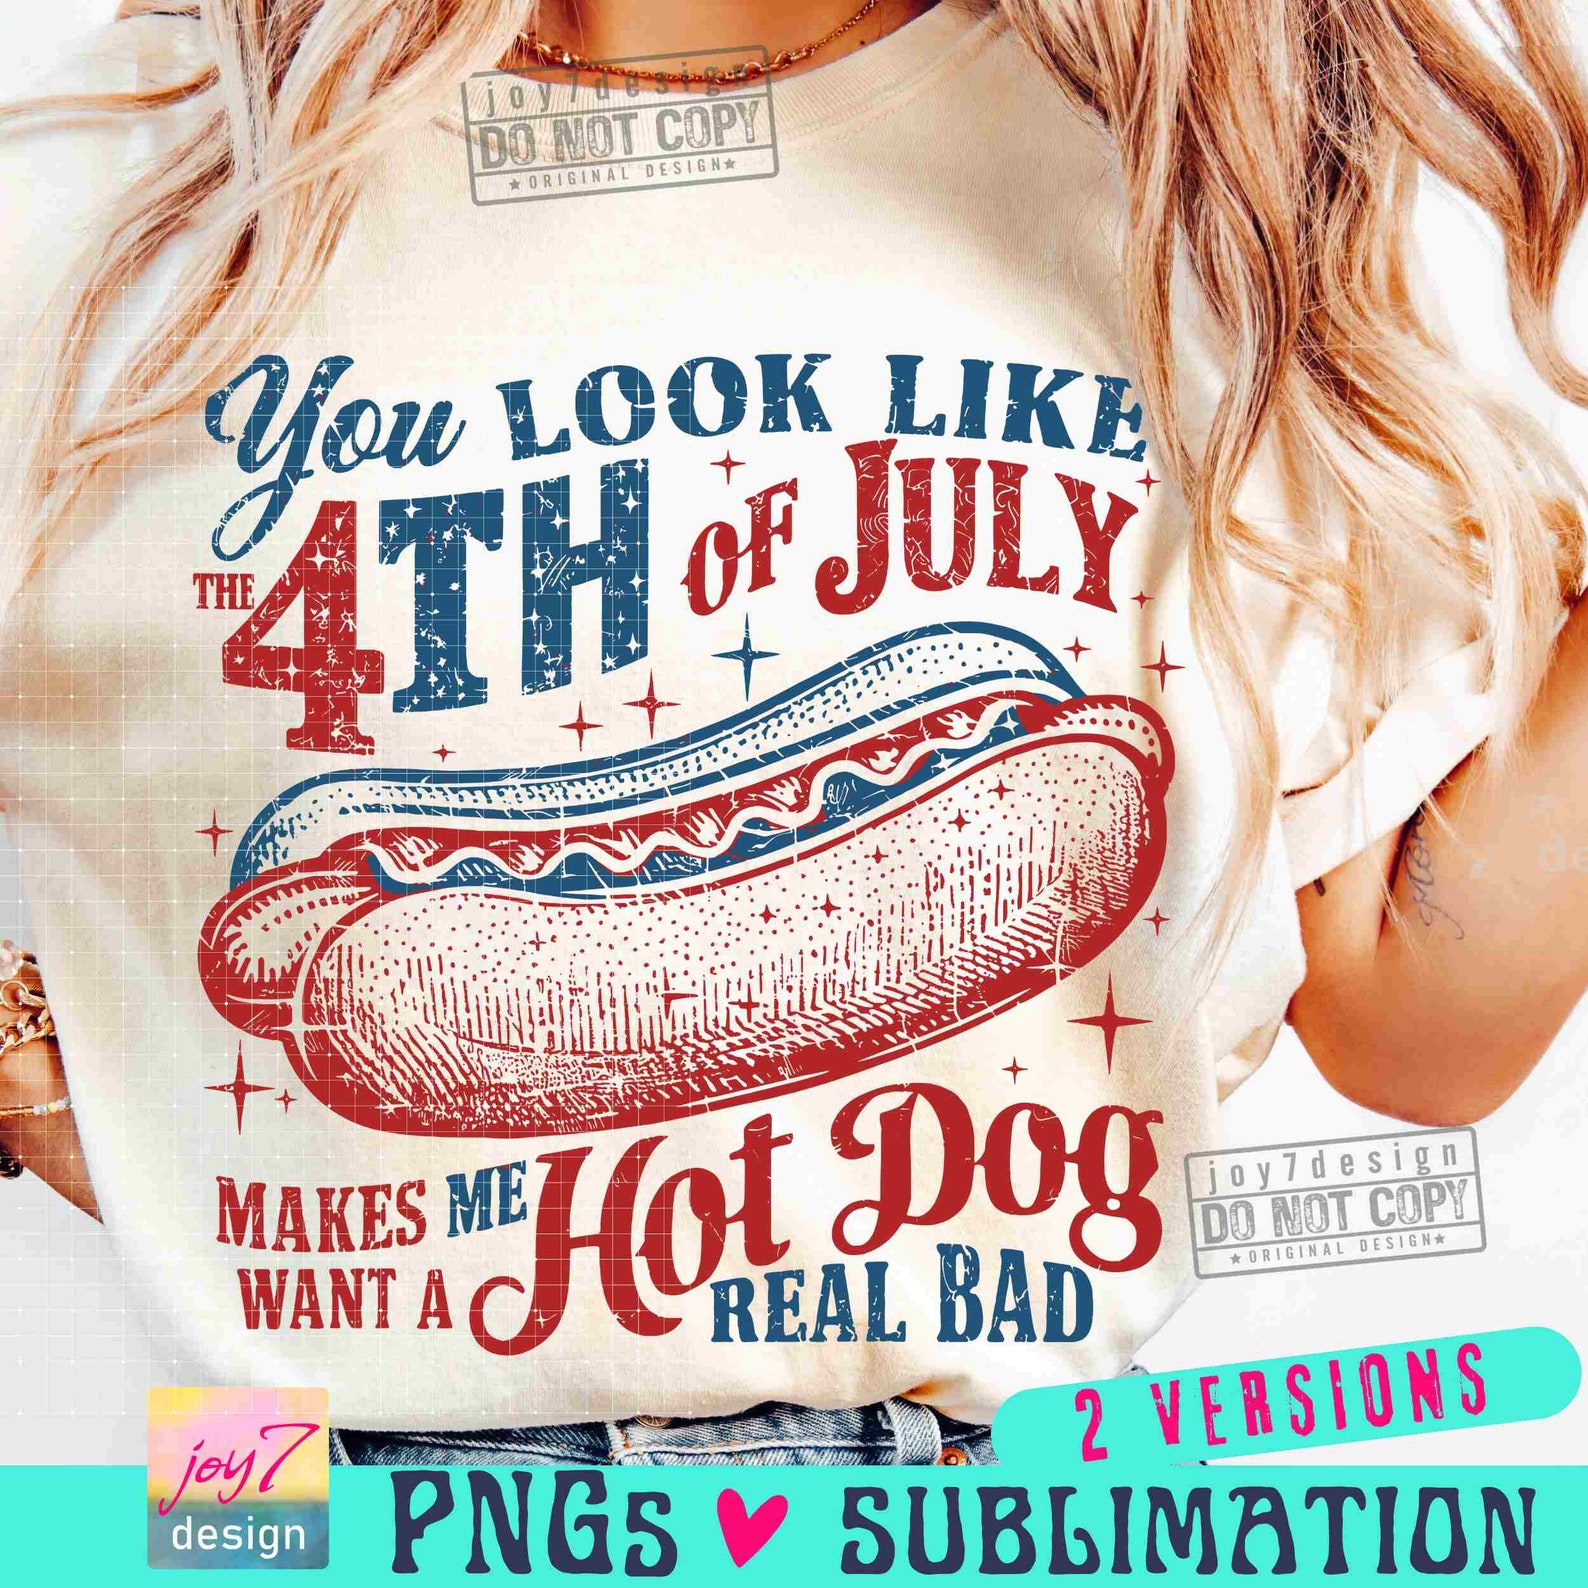 joy7design
DO NOT COPY
★ORIGINAL DESIGN★
You LOOK LIKE
THE 4TH OF JULY
MAKES ME Hot Dog
WANT A REAL BAD
joy7design
DO NOT COPY
★ORIGINAL DESIGN★
2 VERSIONS
joy7
design
PNGs ♥ SUBLIMATION